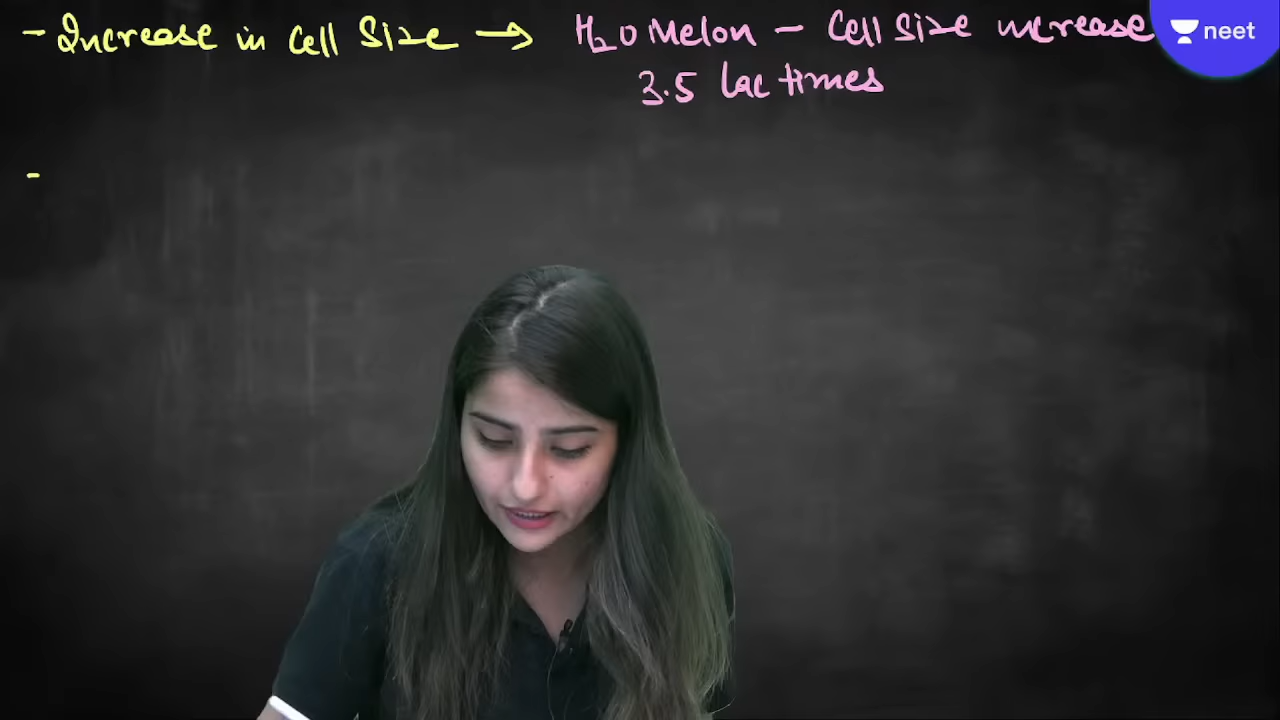 - Increase in Cell Size → H₂O Melon - Cell Size increase
3.5 lac times
-
neet